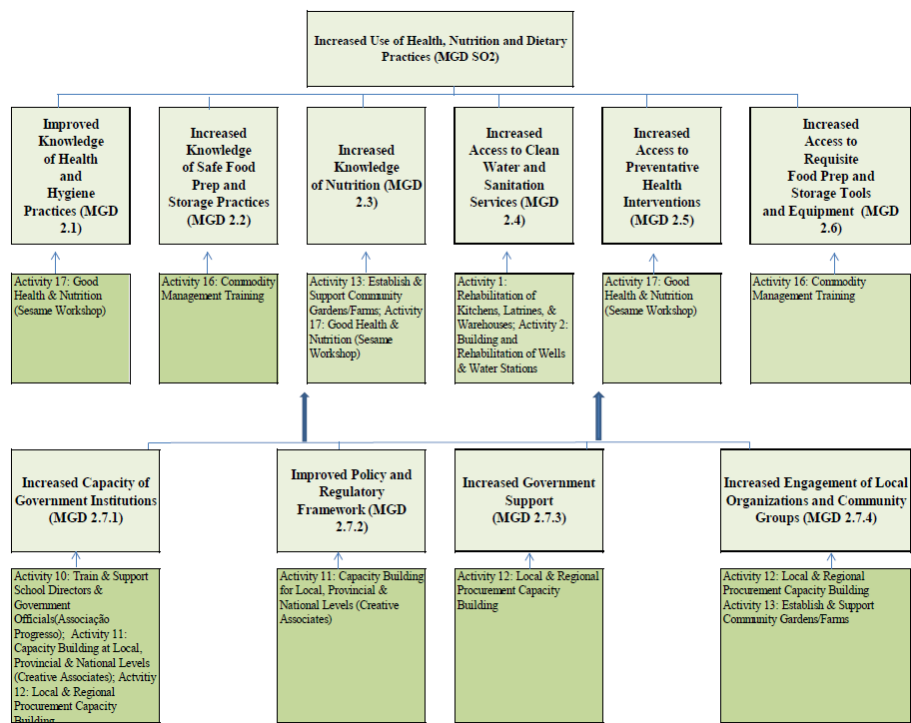 Increased Use of Health, Nutrition and Dietary
Practices (MGD SO2)
Improved
Knowledge
of Health
and
Hygiene
Practices (MGD
2.1)
Increased
Knowledge
of Safe Food
Prep and
Storage Practices
(MGD 2.2)
Increased
Knowledge
of Nutrition (MGD
2.3)
Increased
Access to Clean
Water and
Sanitation
Services (MGD
2.4)
Increased
Access to
Preventative
Health
Interventions
(MGD 2.5)
Increased
Access to
Requisite
Food Prep and
Storage Tools
and Equipment (MGD
2.6)
Activity 17: Good
Health & Nutrition
(Sesame Workshop)
Activity 16: Commodity
Management Training
Activity 13: Establish &
Support Community
Gardens/Farms; Activity
17: Good Health &
Nutrition (Sesame
Workshop)
Activity 1:
Rehabilitation of
Kitchens, Latrines, &
Warehouses; Activity 2:
Building and
Rehabilitation of Wells
& Water Stations
Activity 17: Good
Health & Nutrition
(Sesame Workshop)
Activity 16: Commodity
Management Training
Increased Capacity of
Government Institutions
(MGD 2.7.1)
Improved Policy and
Regulatory
Framework (MGD
2.7.2)
Increased Government
Support
(MGD 2.7.3)
Increased Engagement of Local
Organizations and Community
Groups (MGD 2.7.4)
Activity 10: Train & Support
School Directors &
Government
Officials(Associação
Progresso); Activity 11:
Capacity Building at Local,
Provincial & National Levels
(Creative Associates); Actvitiy
12: Local & Regional
Procurement Capacity
Building
Activity 11: Capacity Building
for Local, Provincial &
National Levels (Creative
Associates)
Activity 12: Local & Regional
Procurement Capacity
Building
Activity 12: Local & Regional
Procurement Capacity Building
Activity 13: Establish & Support
Community Gardens/Farms